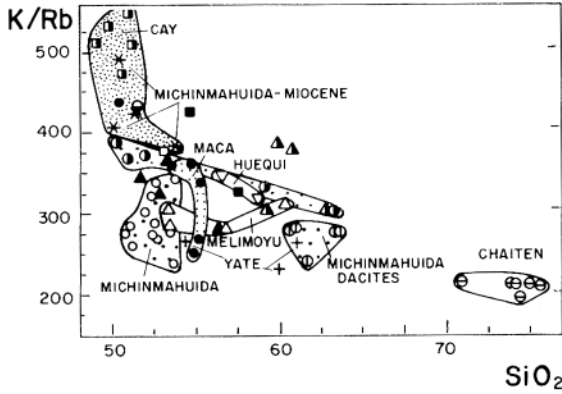 K/Rb
500
CAY
MICHINMAHUIDA-MIOCENE
400
MACA
HUEQUI
300
MELIMOYU
YATE
MICHINMAHUIDA
MICHINMAHUIDA
DACITES
CHAITEN
200
50
60
70
SiO2